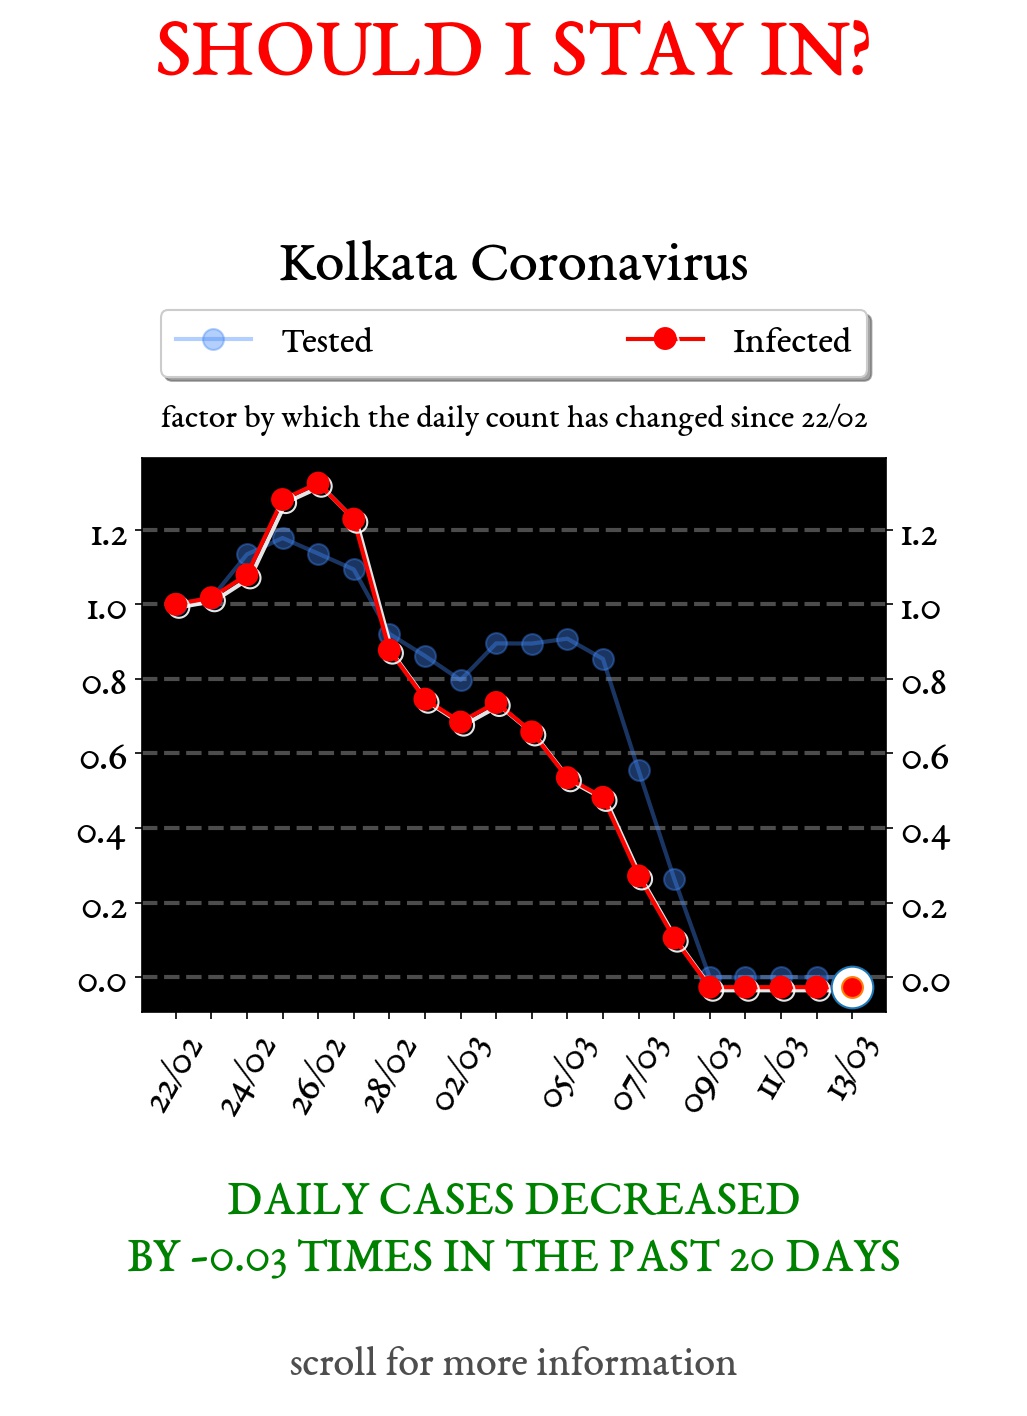 SHOULD I STAY IN?
Kolkata Coronavirus
Tested Infected
factor by which the daily count has changed since 22/02
1.2 1.2
1.0 1.0
0.8 0.8
0.6 0.6
0.4 0.4
0.2 0.2
0.0 0.0
22/02 24/02 26/02 28/02 02/03 05/03 07/03 09/03 11/03 13/03
DAILY CASES DECREASED
BY -0.03 TIMES IN THE PAST 20 DAYS
scroll for more information